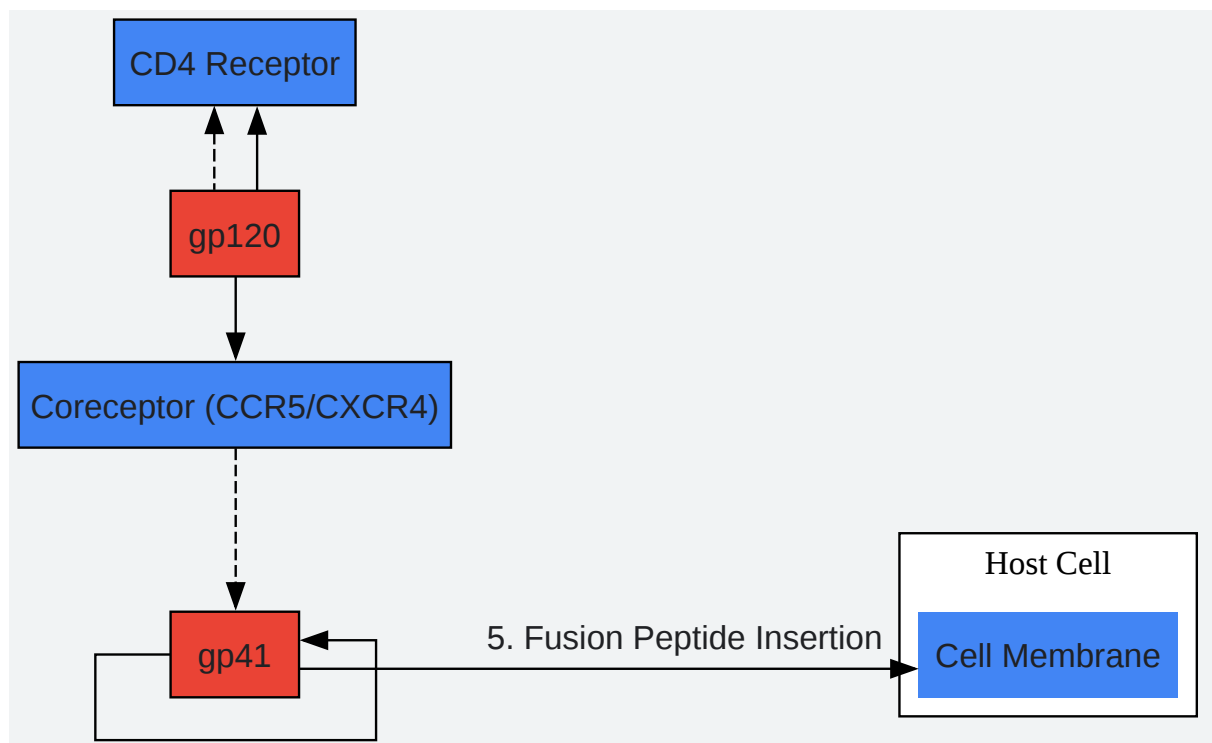 CD4 Receptor
gp120
Coreceptor (CCR5/CXCR4)
Host Cell
5. Fusion Peptide Insertion
gp41
Cell Membrane